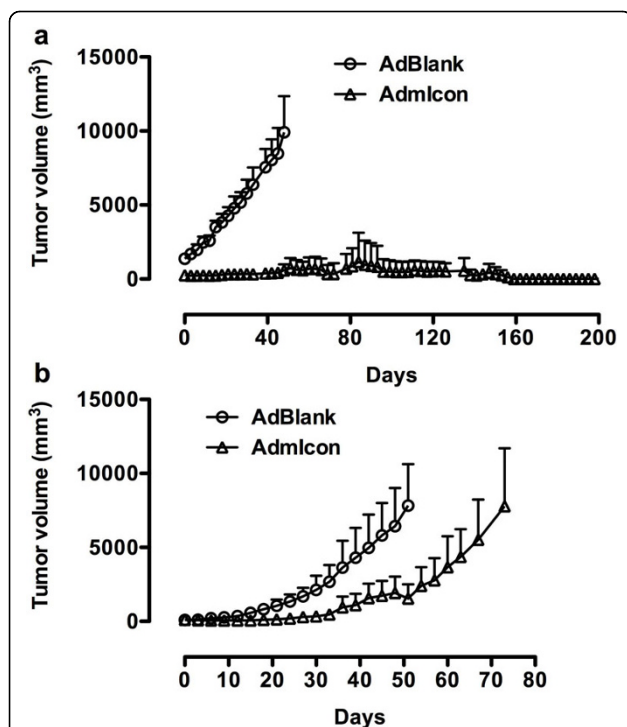 a
15000
10000
5000
0
Tumor volume (mm³)
AdBlank
AdmIcon
0 40 80 120 160 200
Days
b
15000
10000
5000
0
Tumor volume (mm³)
AdBlank
AdmIcon
0 10 20 30 40 50 60 70 80
Days